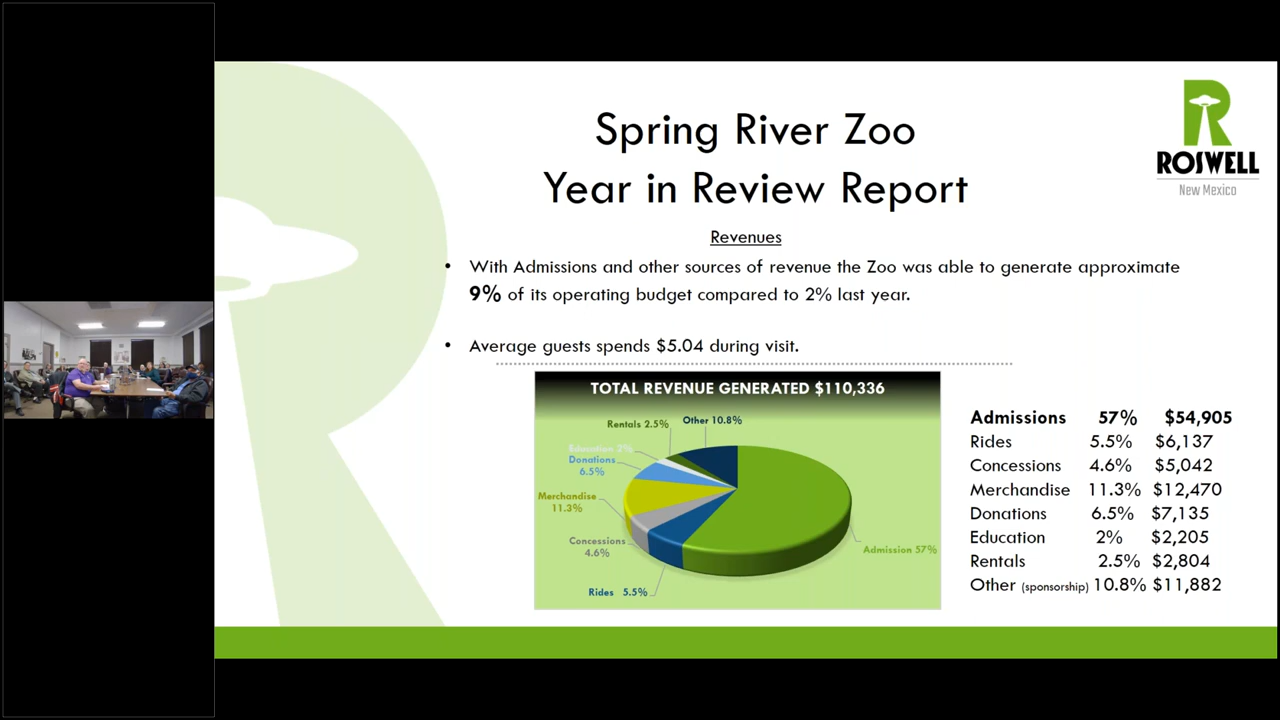 Spring River Zoo
Year in Review Report
ROSWELL
New Mexico
Revenues
• With Admissions and other sources of revenue the Zoo was able to generate approximate
9% of its operating budget compared to 2% last year.
• Average guests spends $5.04 during visit.
TOTAL REVENUE GENERATED $110,336
Rentals 2.5%
Other 10.8%
Education 2%
Donations
6.5%
Merchandise
11.3%
Concessions
4.6%
Rides 5.5%
Admission 57%
Admissions 57% $54,905
Rides 5.5% $6,137
Concessions 4.6% $5,042
Merchandise 11.3% $12,470
Donations 6.5% $7,135
Education 2% $2,205
Rentals 2.5% $2,804
Other (sponsorship) 10.8% $11,882